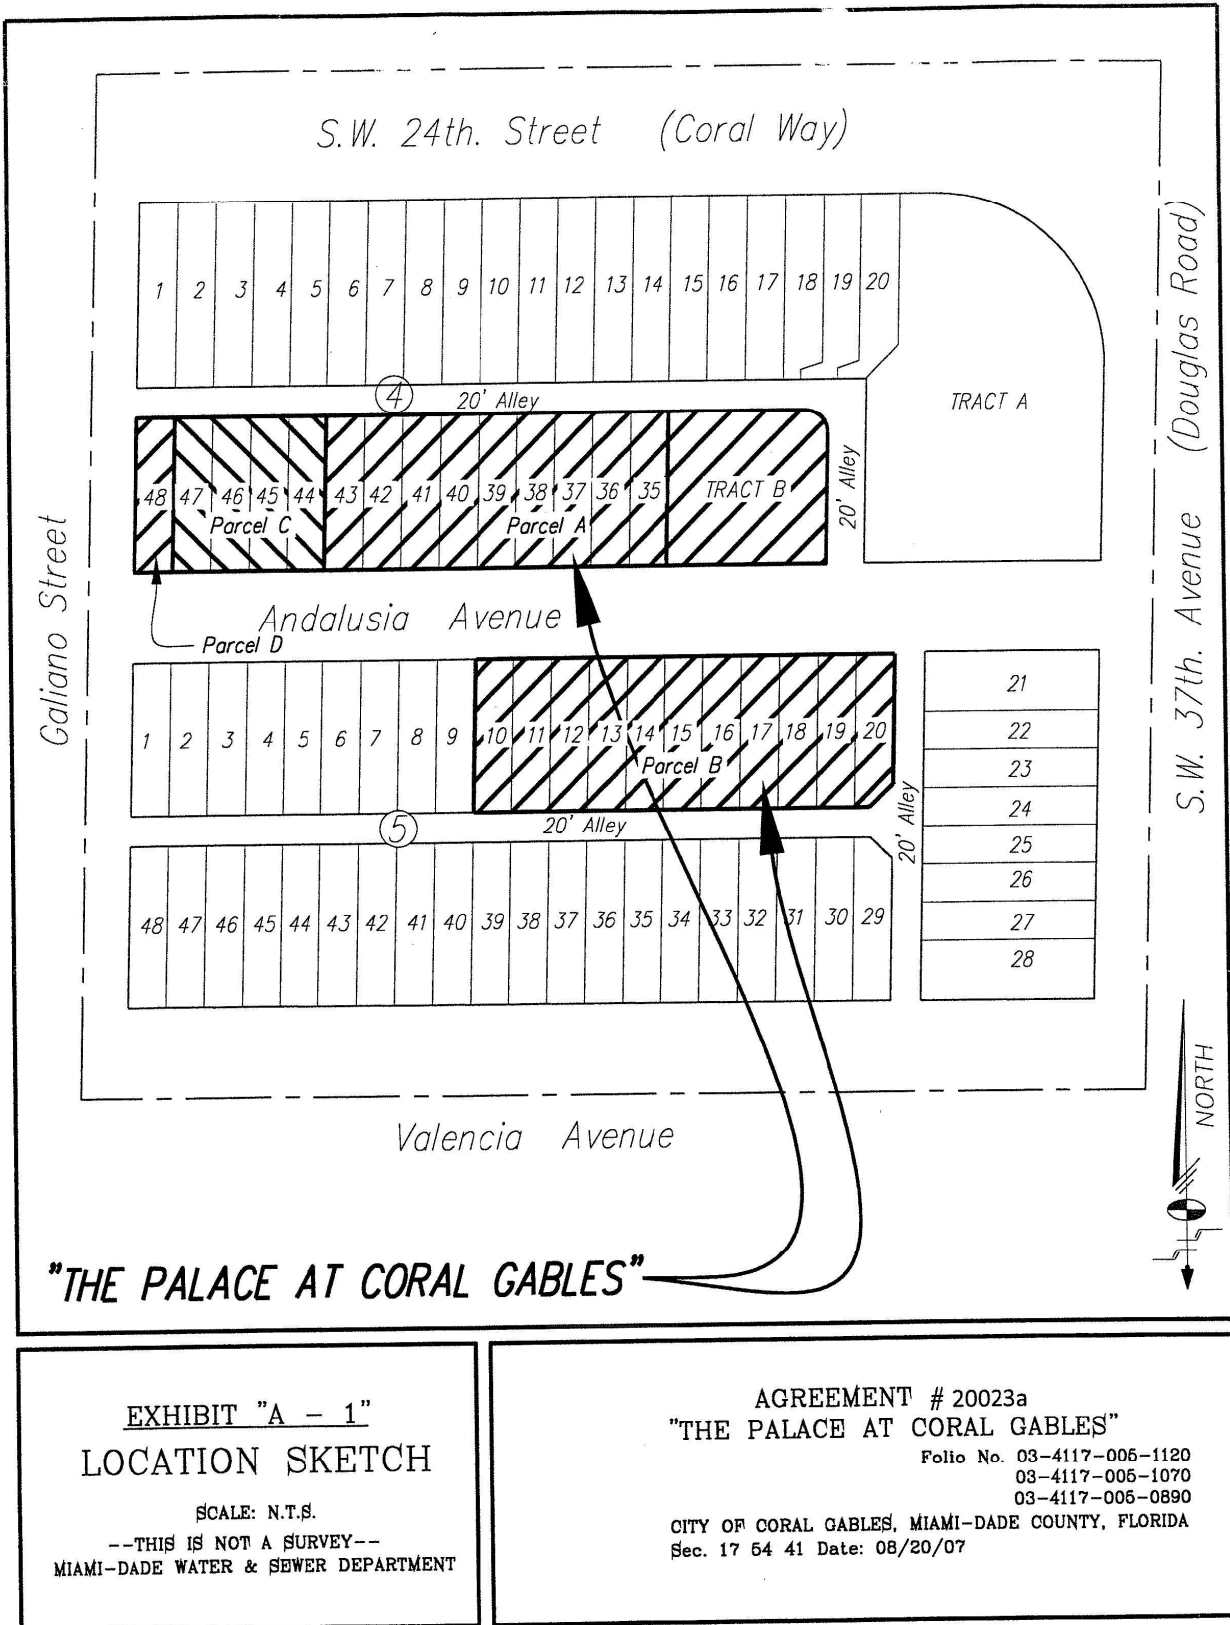 S.W. 24th. Street (Coral Way)
1 2 3 4 5 6 7 8 9 10 11 12 13 14 15 16 17 18 19 20
TRACT A
4
20' Alley
48 47 46 45 44 43 42 41 40 39 38 37 36 35 TRACT B
Parcel C Parcel A
20' Alley
Galiano Street
S.W. 37th. Avenue (Douglas Road)
Andalusia Avenue
Parcel D
1 2 3 4 5 6 7 8 9 10 11 12 13 14 15 16 17 18 19 20
Parcel B
21
22
23
24
25
26
27
28
5
20' Alley
20' Alley
48 47 46 45 44 43 42 41 40 39 38 37 36 35 34 33 32 31 30 29
NORTH
Valencia Avenue
"THE PALACE AT CORAL GABLES"
EXHIBIT "A - 1"
LOCATION SKETCH
SCALE: N.T.S.
--THIS IS NOT A SURVEY--
MIAMI-DADE WATER & SEWER DEPARTMENT
AGREEMENT # 20023a
"THE PALACE AT CORAL GABLES"
Folio No. 03-4117-005-1120
03-4117-005-1070
03-4117-005-0890
CITY OF CORAL GABLES, MIAMI-DADE COUNTY, FLORIDA
Sec. 17 54 41 Date: 08/20/07